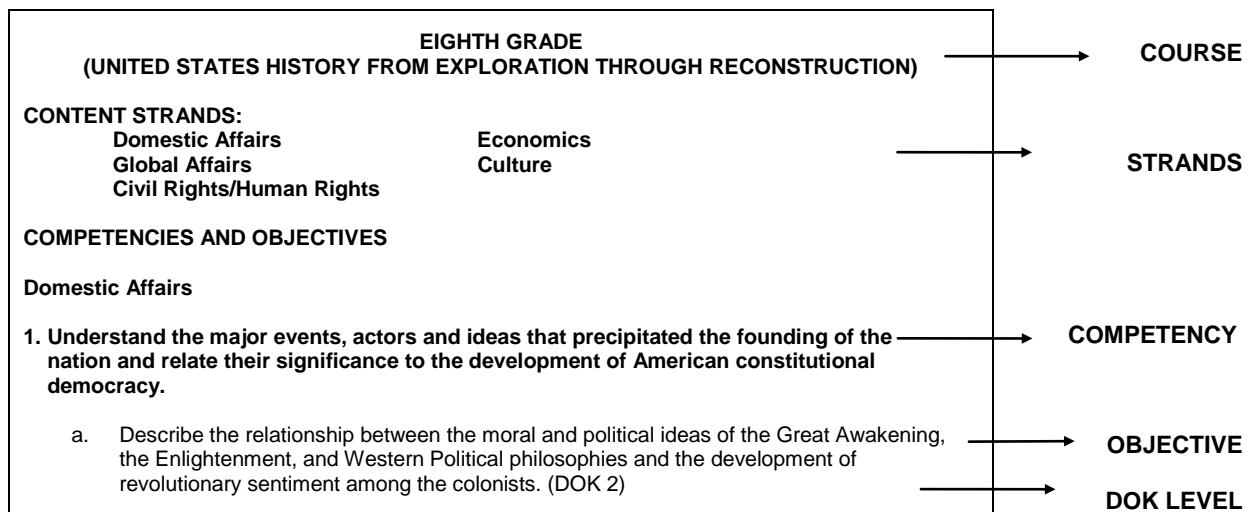 EIGHTH GRADE
(UNITED STATES HISTORY FROM EXPLORATION THROUGH RECONSTRUCTION)
COURSE
CONTENT STRANDS:
Domestic Affairs Economics
Global Affairs Culture
Civil Rights/Human Rights
STRANDS
COMPETENCIES AND OBJECTIVES
Domestic Affairs
1. Understand the major events, actors and ideas that precipitated the founding of the
nation and relate their significance to the development of American constitutional
democracy.
COMPETENCY
a. Describe the relationship between the moral and political ideas of the Great Awakening,
the Enlightenment, and Western Political philosophies and the development of
revolutionary sentiment among the colonists. (DOK 2)
OBJECTIVE
DOK LEVEL